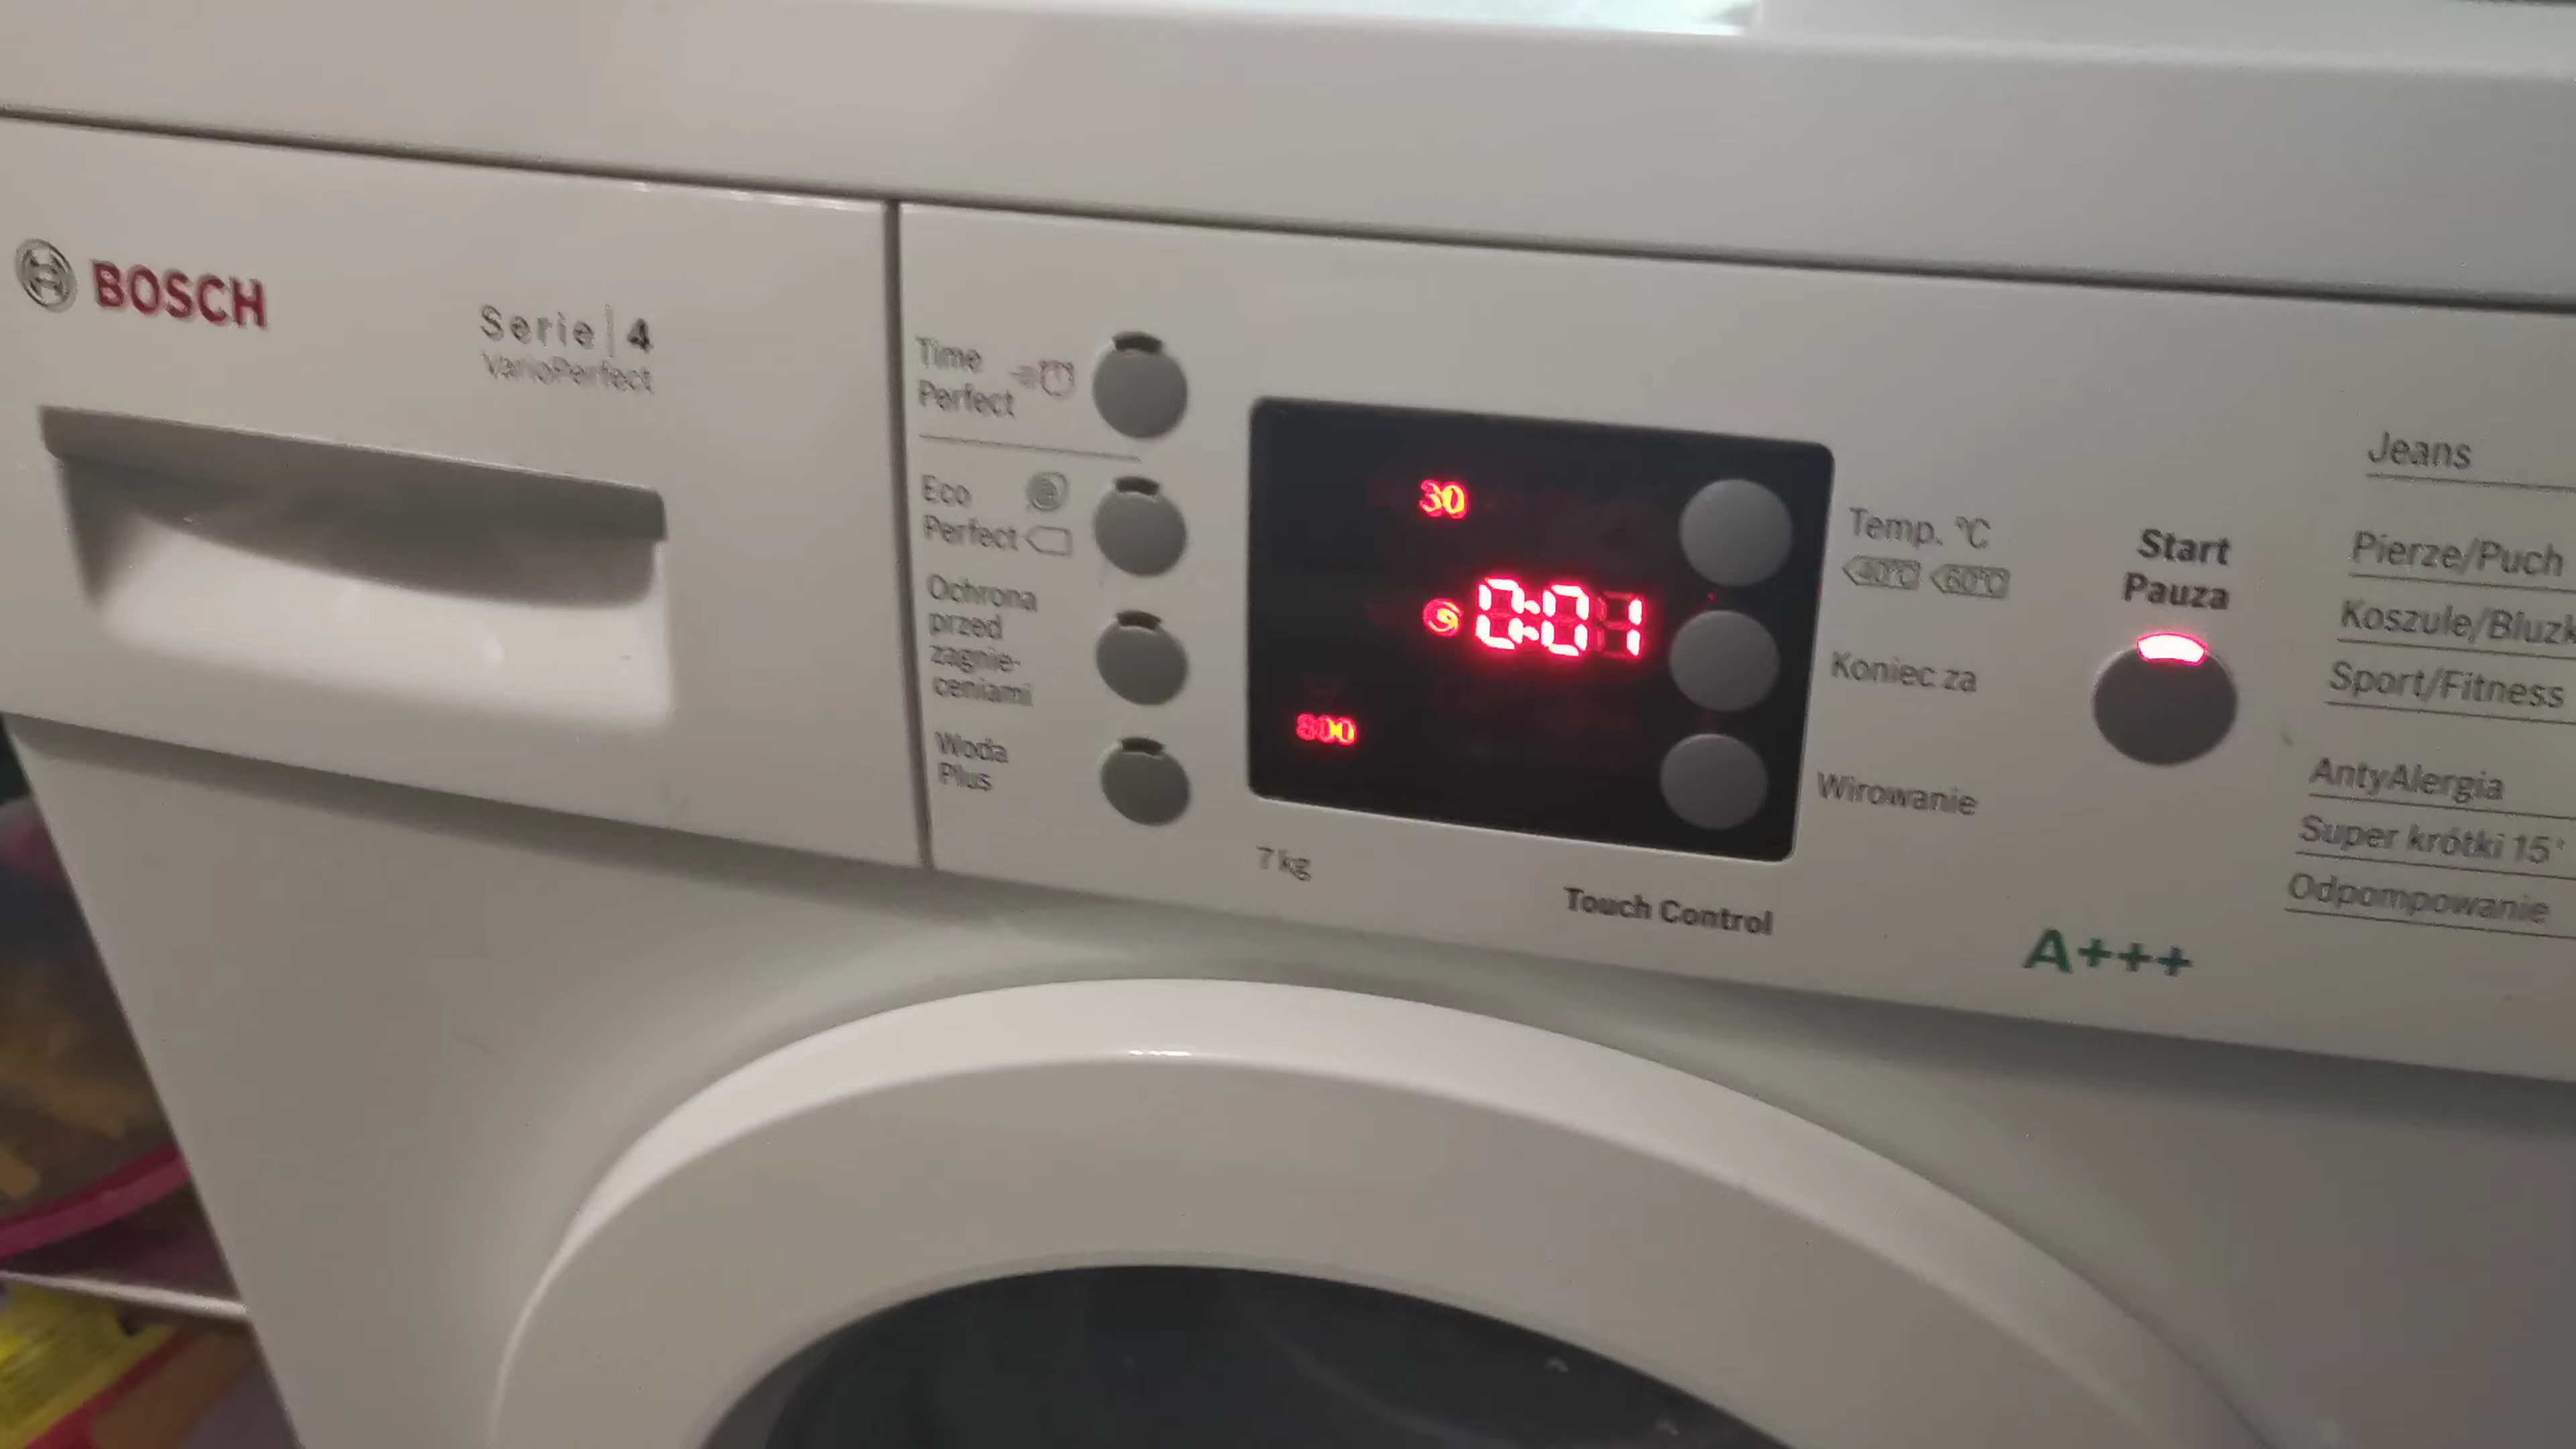 BOSCH
Serie | 4
VarioPerfect
Time
Perfect
Eco
Perfect
Ochrona
przed
zagnie-
ceniami
Woda
Plus
30
0:01
800
Temp. °C
40°C 60°C
Koniec za
Wirowanie
7 kg
Touch Control
Start
Pauza
A+++
Jeans
Pierze/Puch
Koszule/Bluzk
Sport/Fitness
AntyAlergia
Super krótki 15'
Odpompowanie